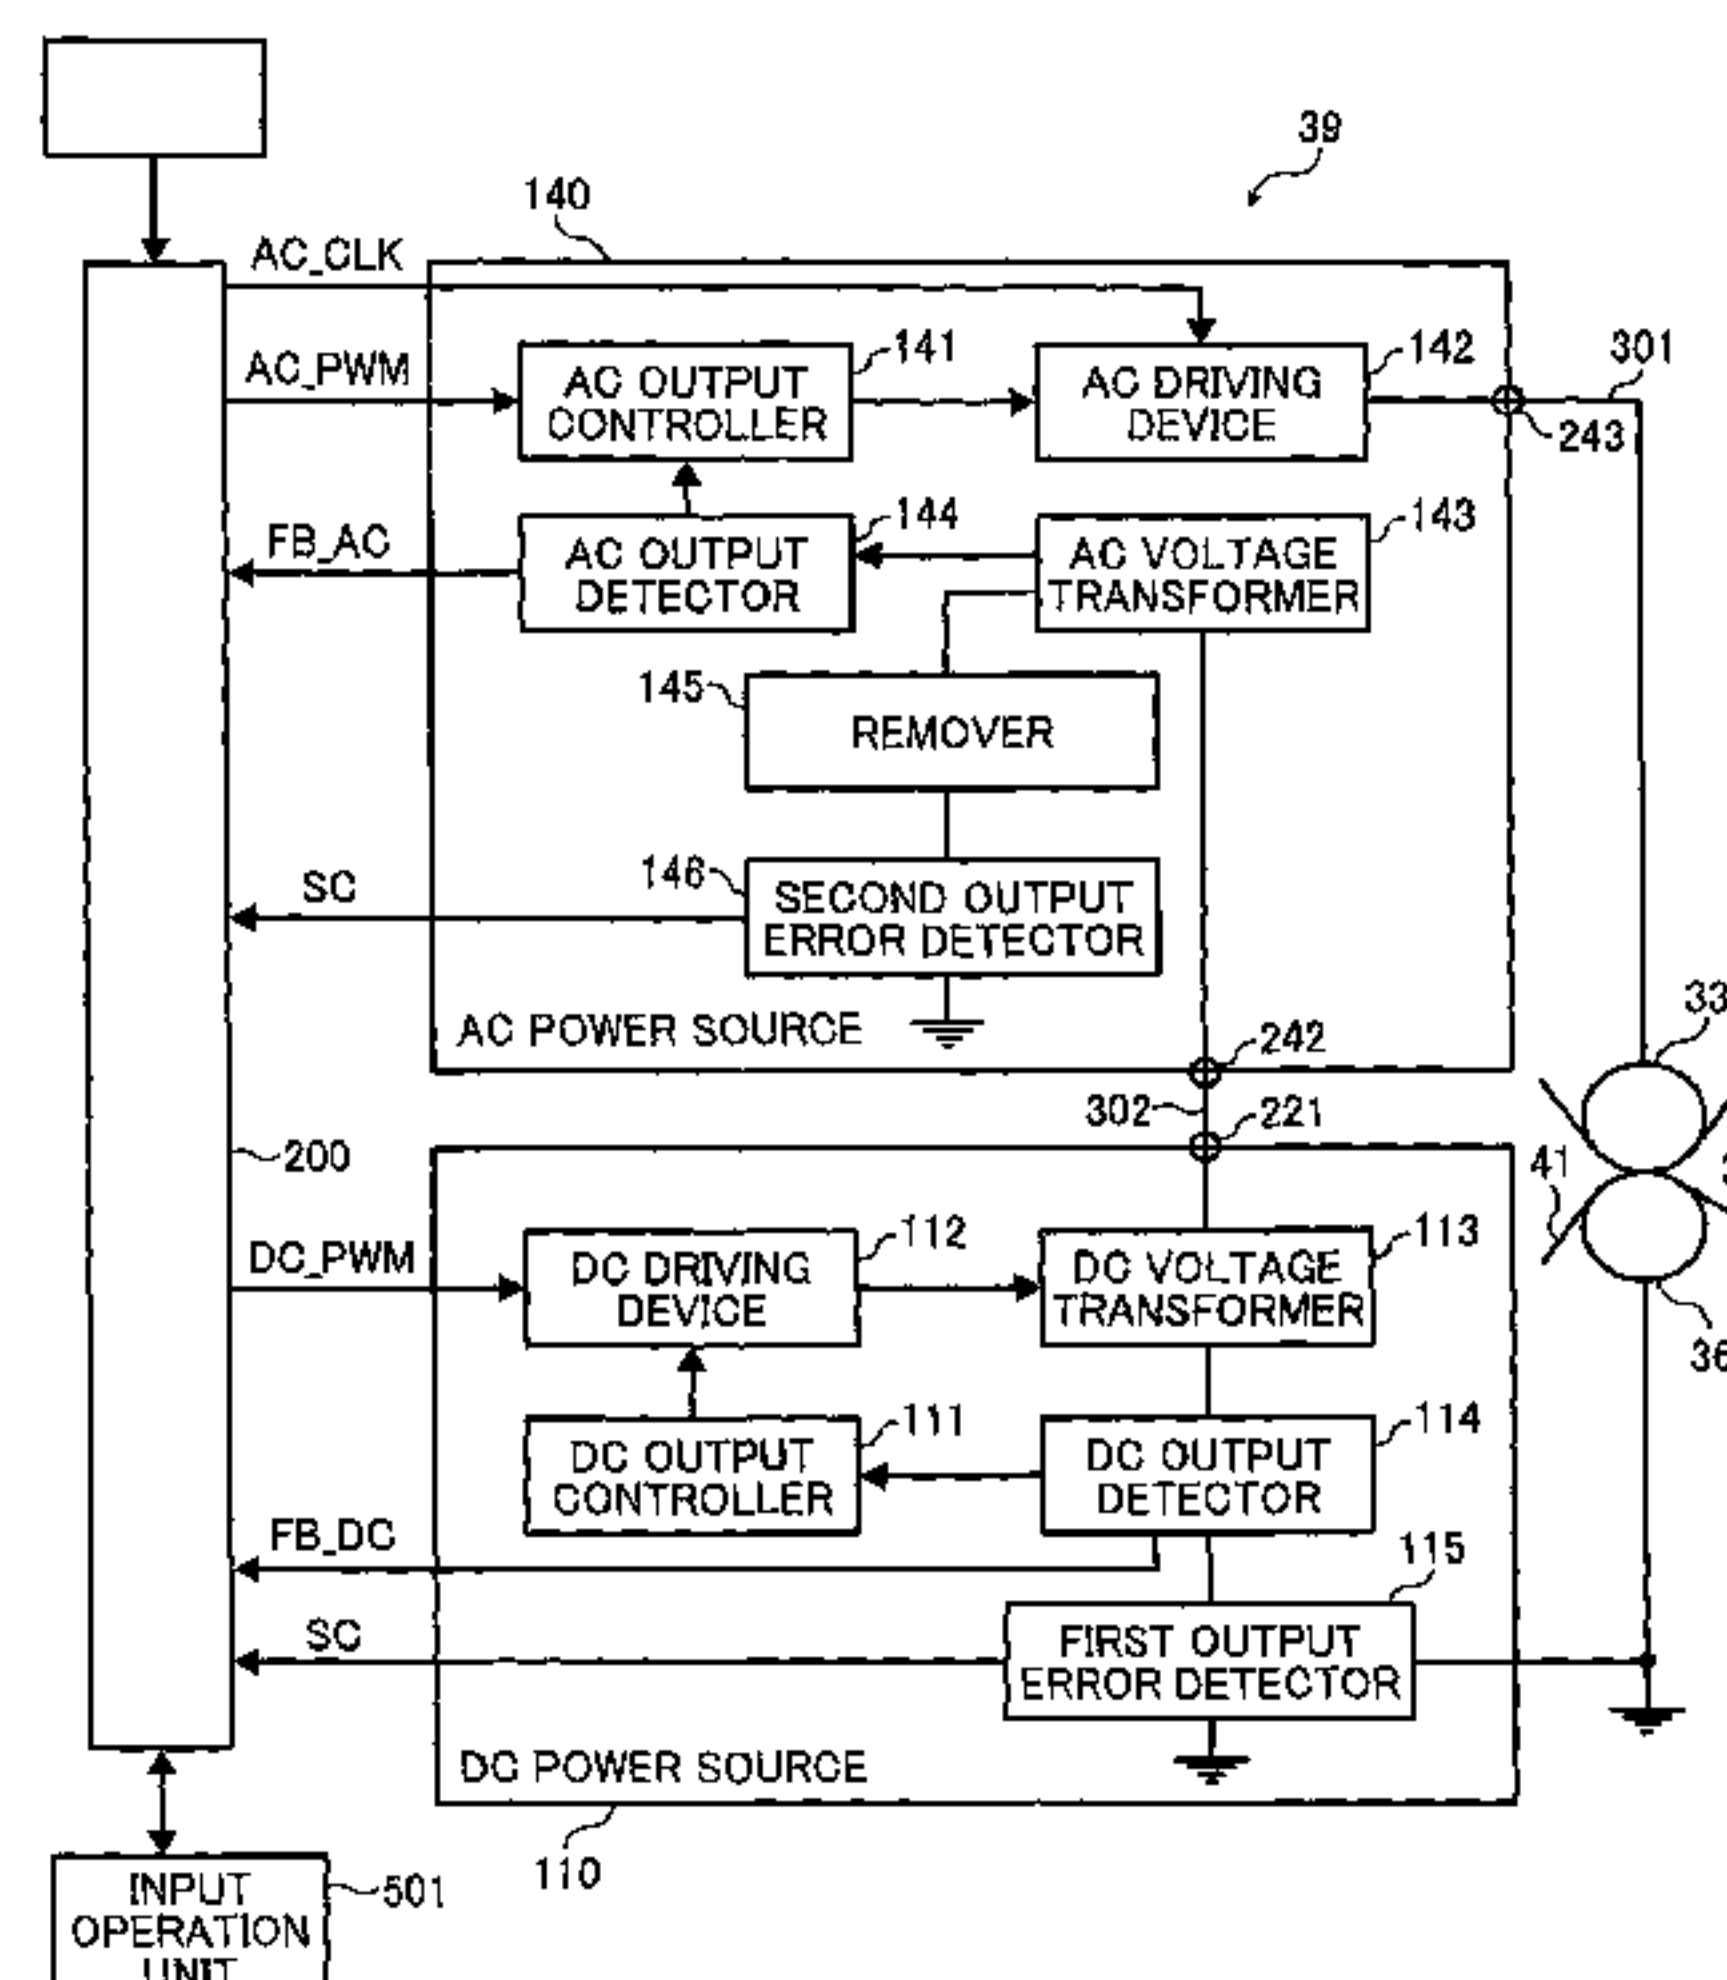 39
140
AC_CLK
AC_PWM
141
AC OUTPUT
CONTROLLER
142
AC DRIVING
DEVICE
301
243
FB_AC
144
AC OUTPUT
DETECTOR
143
AC VOLTAGE
TRANSFORMER
145
REMOVER
SC
146
SECOND OUTPUT
ERROR DETECTOR
AC POWER SOURCE
242
302
221
33
41
36
200
DC_PWM
112
DC DRIVING
DEVICE
113
DC VOLTAGE
TRANSFORMER
111
DC OUTPUT
CONTROLLER
114
DC OUTPUT
DETECTOR
FB_DC
115
SC
FIRST OUTPUT
ERROR DETECTOR
DC POWER SOURCE
110
INPUT
OPERATION
UNIT
501